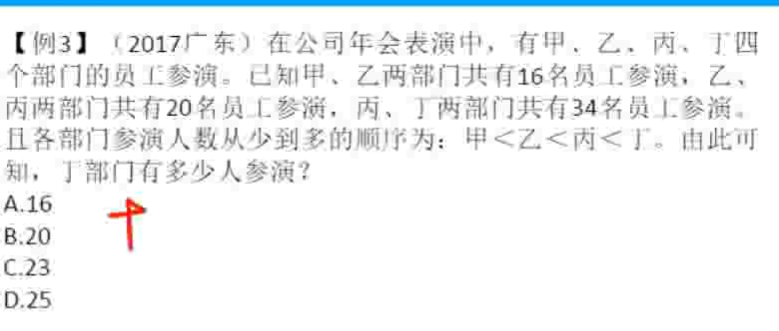 【例3】（2017广东）在公司年会表演中，有甲、乙、丙、丁四
个部门的员工参演。已知甲、乙两部门共有16名员工参演，乙、
丙两部门共有20名员工参演，丙、丁两部门共有34名员工参演。
且各部门参演人数从少到多的顺序为：甲＜乙＜丙＜丁。由此可
知，丁部门有多少人参演？
A.16
B.20
C.23
D.25